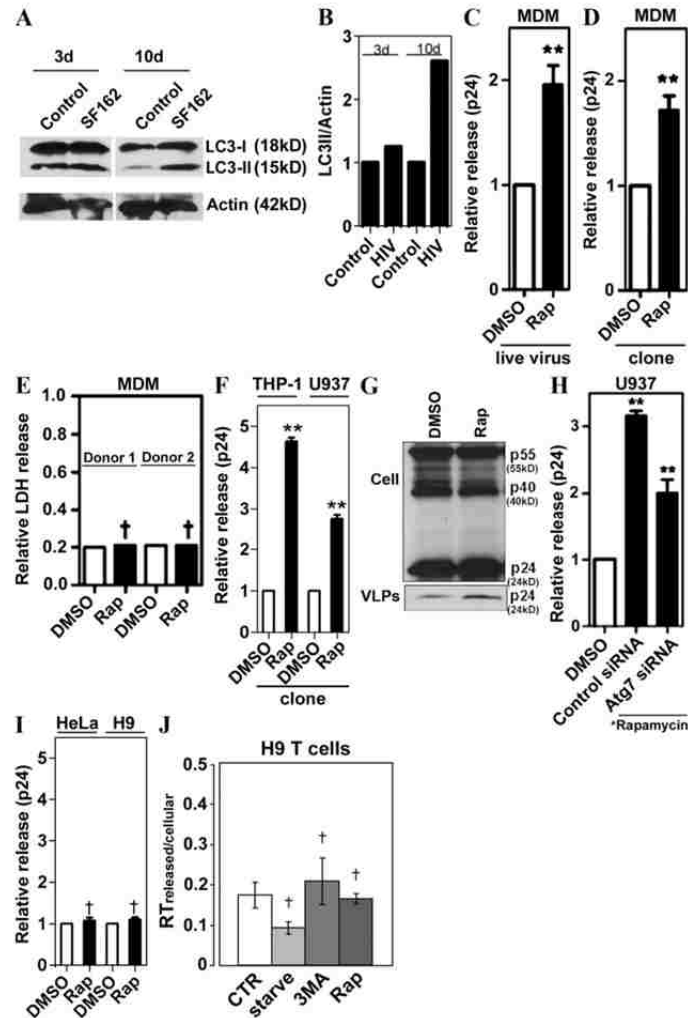 A
3d 10d
Control
SF162
Control
SF162
LC3-I (18kD)
LC3-II (15kD)
Actin (42kD)
B
LC3II/Actin
3
2
1
0
3d 10d
Control
HIV
Control
HIV
C
MDM
Relative release (p24)
2
1
0
**
DMSO
Rap
live virus
D
MDM
Relative release (p24)
2
1
0
**
DMSO
Rap
clone
E
MDM
Relative LDH release
1.0
0.8
0.6
0.4
0.2
0.0
Donor 1 Donor 2
† †
DMSO
Rap
DMSO
Rap
F
THP-1 U937
Relative release (p24)
5
4
3
2
1
0
**
**
DMSO
Rap
DMSO
Rap
clone
G
DMSO
Rap
Cell
p55
(55kD)
p40
(40kD)
p24
(24kD)
VLPs
p24
(24kD)
H
U937
Relative release (p24)
3
2
1
0
**
**
DMSO
Control siRNA
Atg7 siRNA
*Rapamycin
I
HeLa H9
Relative release (p24)
5
4
3
2
1
0
† †
DMSO
Rap
DMSO
Rap
J
H9 T cells
RTreleased/cellular
0.5
0.4
0.3
0.2
0.1
0
† † †
CTR
starve
3MA
Rap